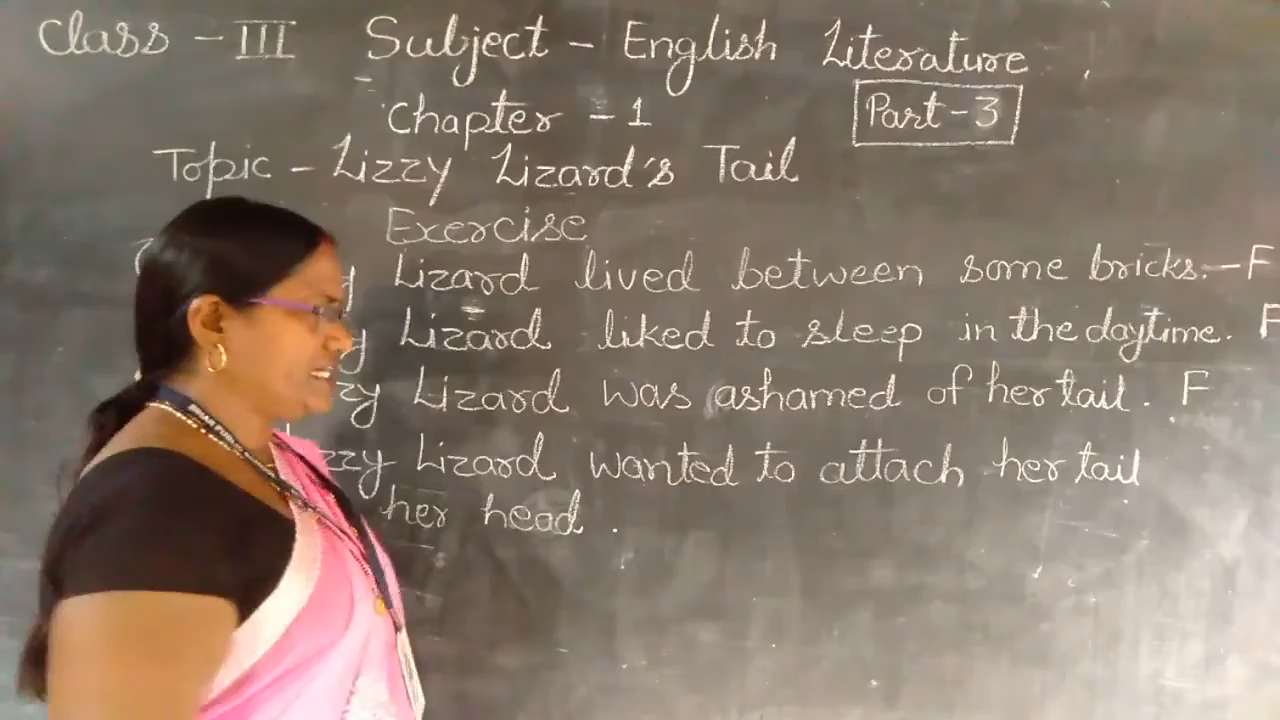 Class - III Subject - English Literature
Chapter - 1 Part-3
Topic - Lizzy Lizard's Tail
Exercise
Lizard lived between some bricks. - F
Lizard liked to sleep in the daytime. F
Lizard was ashamed of her tail. F
Lizard wanted to attach her tail
her head.